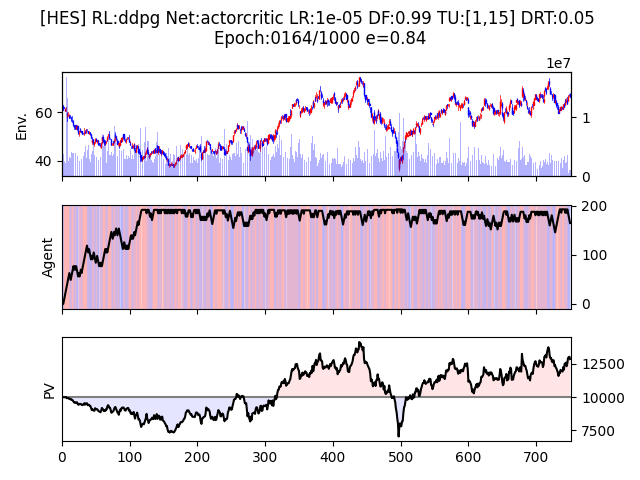 [HES] RL:ddpg Net:actorcritic LR:1e-05 DF:0.99 TU:[1,15] DRT:0.05
Epoch:0164/1000 e=0.84
1e7
Env.
60
40
1
0
Agent
200
100
0
PV
12500
10000
7500
0 100 200 300 400 500 600 700